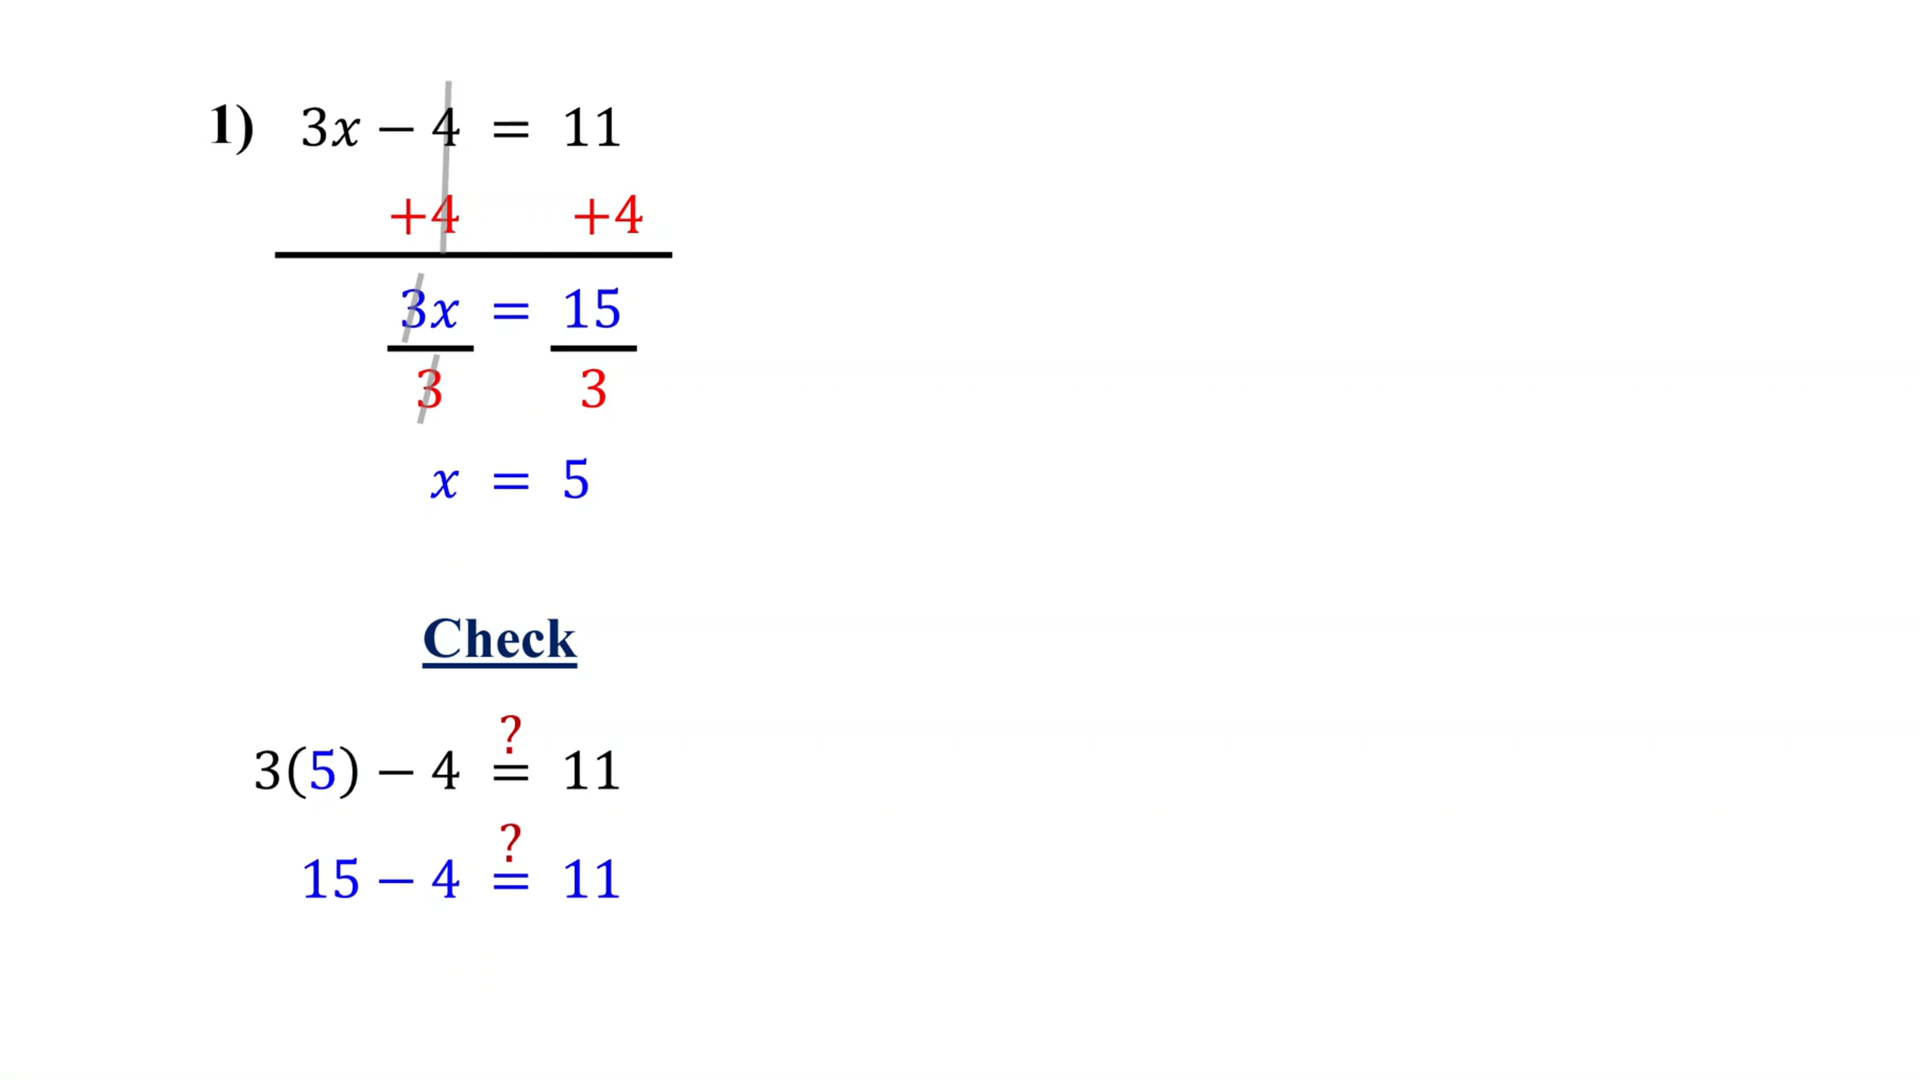 1) 3x − 4 = 11
+4 +4
3x = 15
3 3
x = 5
Check
?
3(5) − 4 = 11
?
15 − 4 = 11